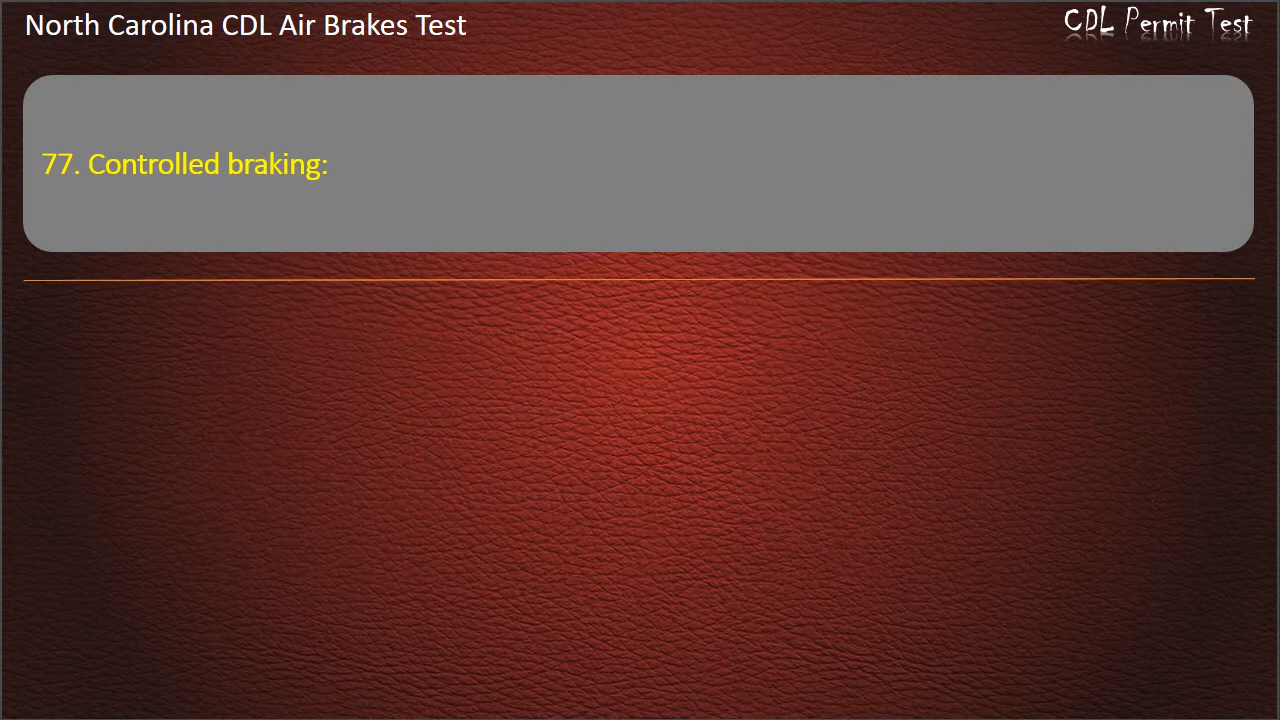 North Carolina CDL Air Brakes Test
CDL Permit Test
77. Controlled braking: